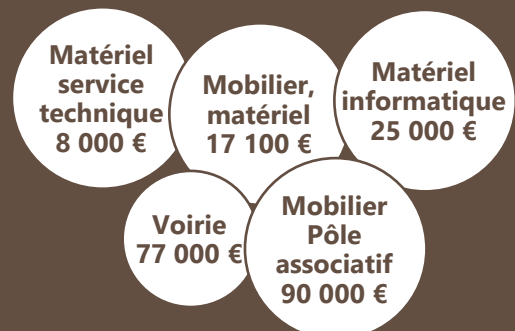 Matériel
service
technique
8 000 €
Mobilier,
matériel
17 100 €
Matériel
informatique
25 000 €
Voirie
77 000 €
Mobilier
Pôle
associatif
90 000 €